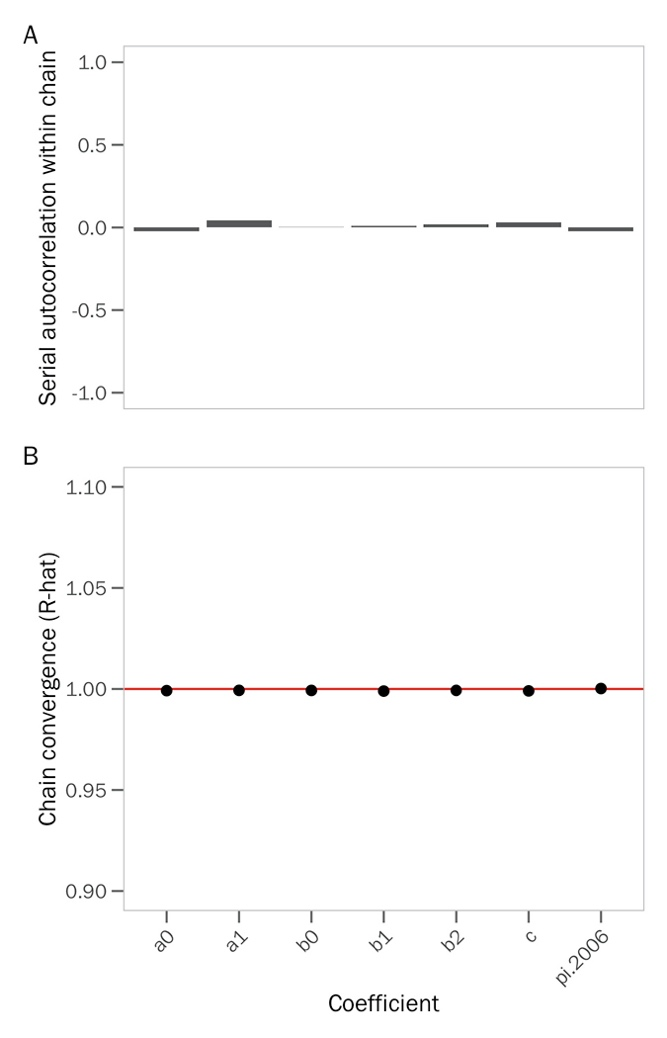 A
Serial autocorrelation within chain
1.0
0.5
0.0
-0.5
-1.0
B
Chain convergence (R-hat)
1.10
1.05
1.00
0.95
0.90
a0
a1
b0
b1
b2
c
pi.2006
Coefficient